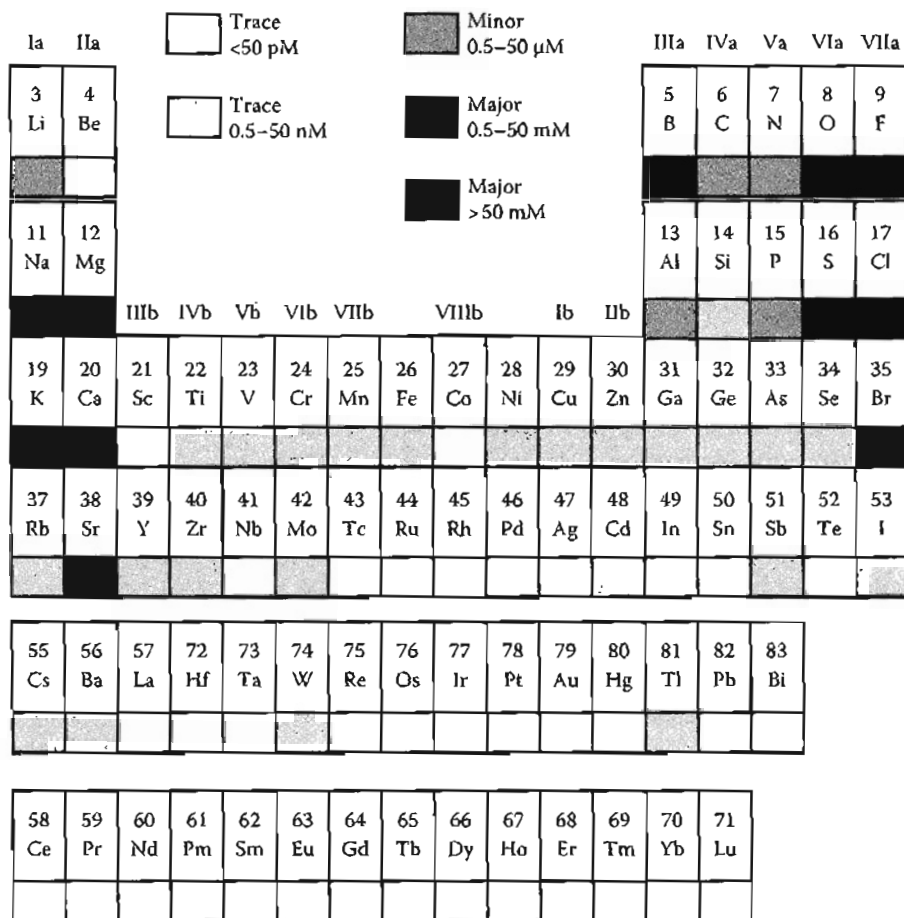 Trace
<50 pM
Minor
0.5–50 μM
Trace
0.5–50 nM
Major
0.5–50 mM
Major
>50 mM
Ia IIa
IIIa IVa Va VIa VIIa
3 4 5 6 7 8 9
Li Be B C N O F
11 12 13 14 15 16 17
Na Mg Al Si P S Cl
IIIb IVb Vb VIb VIIb VIIIb Ib IIb
19 20 21 22 23 24 25 26 27 28 29 30 31 32 33 34 35
K Ca Sc Ti V Cr Mn Fe Co Ni Cu Zn Ga Ge As Se Br
37 38 39 40 41 42 43 44 45 46 47 48 49 50 51 52 53
Rb Sr Y Zr Nb Mo Tc Ru Rh Pd Ag Cd In Sn Sb Te I
55 56 57 72 73 74 75 76 77 78 79 80 81 82 83
Cs Ba La Hf Ta W Re Os Ir Pt Au Hg Tl Pb Bi
58 59 60 61 62 63 64 65 66 67 68 69 70 71
Ce Pr Nd Pm Sm Eu Gd Tb Dy Ho Er Tm Yb Lu